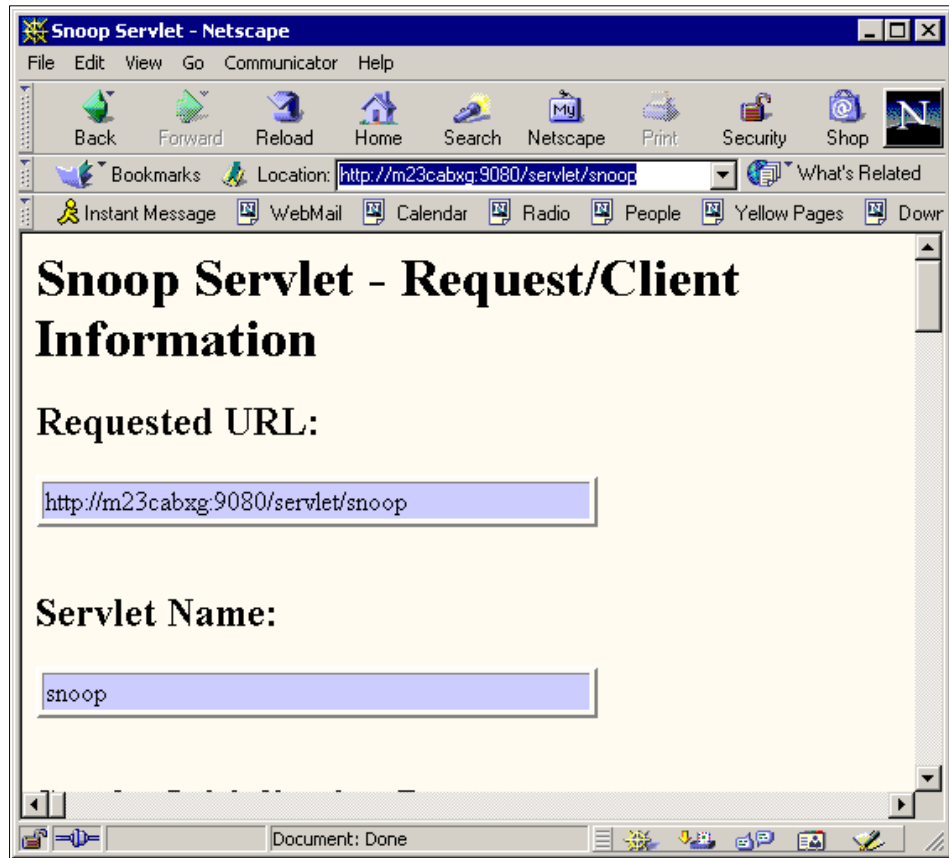 Snoop Servlet - Netscape
File Edit View Go Communicator Help
My N
Back Forward Reload Home Search Netscape Print Security Shop
Bookmarks Location: http://m23cabxg:9080/servlet/snoop What's Related
Instant Message WebMail Calendar Radio People Yellow Pages Down
Snoop Servlet - Request/Client
Information
Requested URL:
http://m23cabxg:9080/servlet/snoop
Servlet Name:
snoop
Document: Done